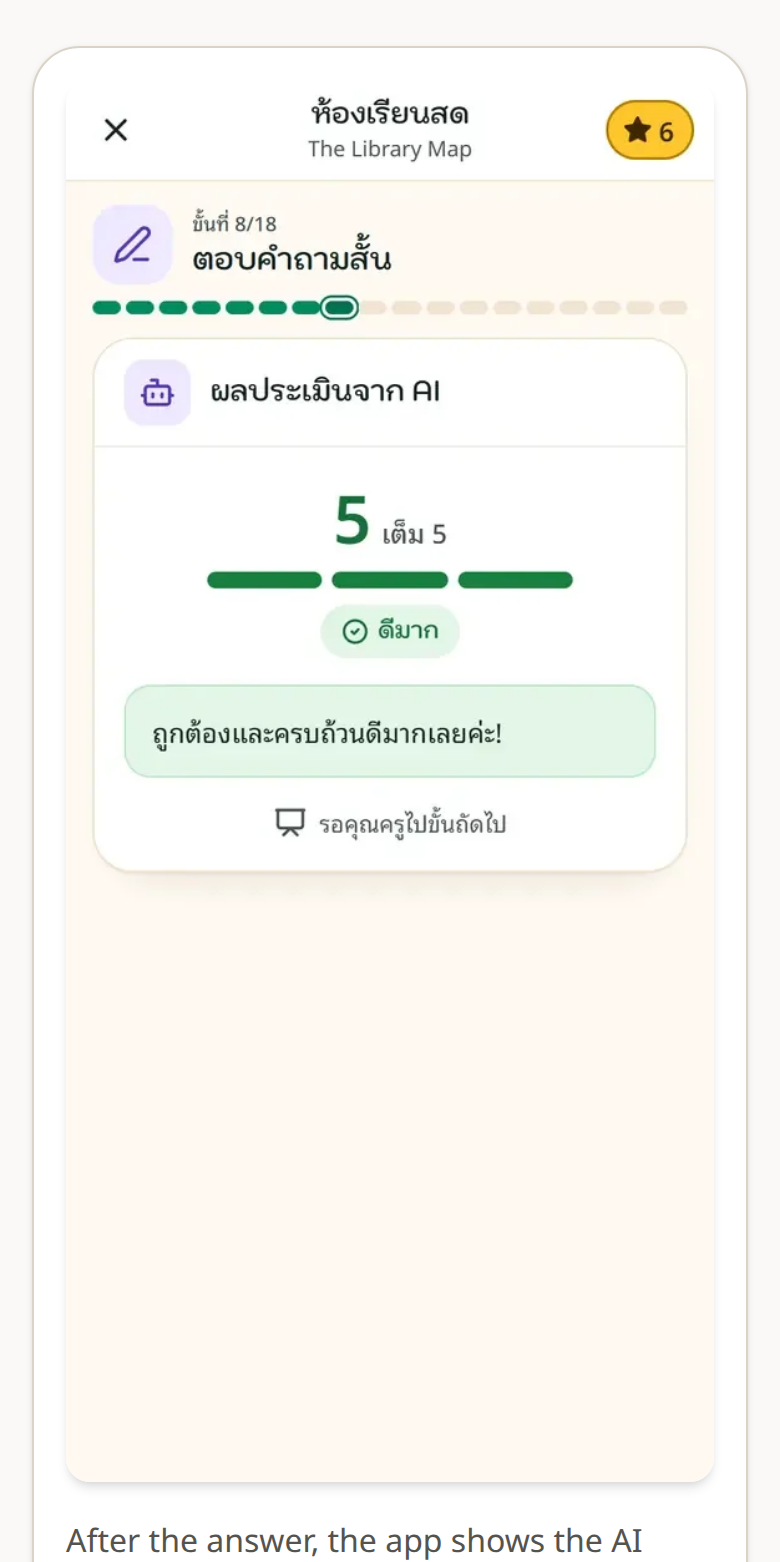 ห้องเรียนสด
The Library Map
6
ขั้นที่ 8/18
ตอบคำถามสั้น
ผลประเมินจาก AI
5 เต็ม 5
ดีมาก
ถูกต้องและครบถ้วนดีมากเลยค่ะ!
รอคุณครูไปขั้นถัดไป
After the answer, the app shows the AI